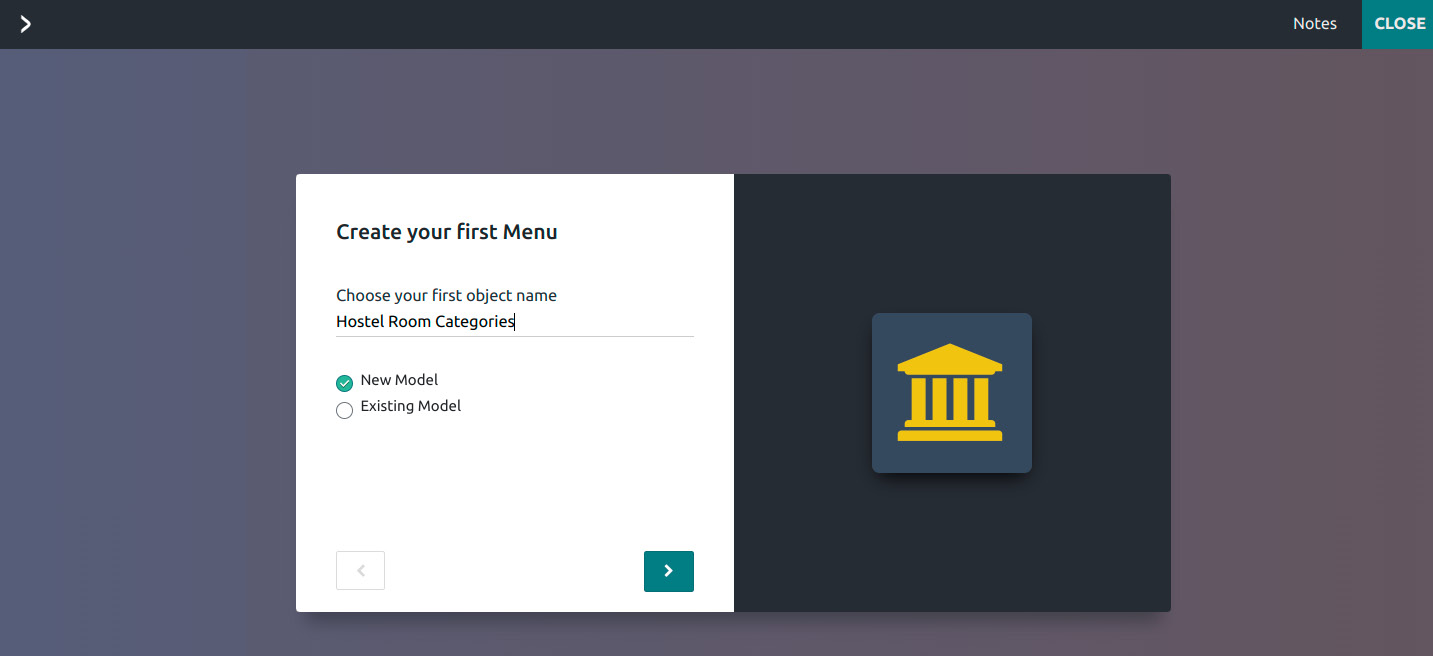 Notes
CLOSE
Create your first Menu
Choose your first object name
Hostel Room Categories
New Model
Existing Model